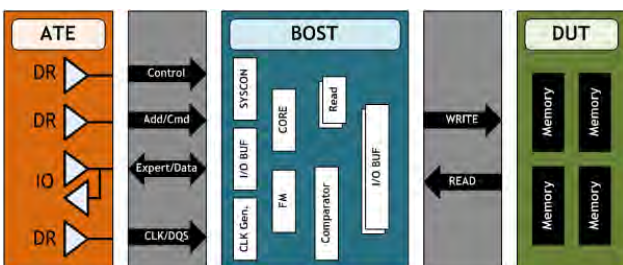 ATE
BOST
DUT
DR
DR
IO
DR
Control
Add/Cmd
Expert/Data
CLK/DQS
SYSCON
I/O BUF
CLK Gen.
CORE
FM
Read
Comparator
I/O BUF
WRITE
READ
Memory
Memory
Memory
Memory